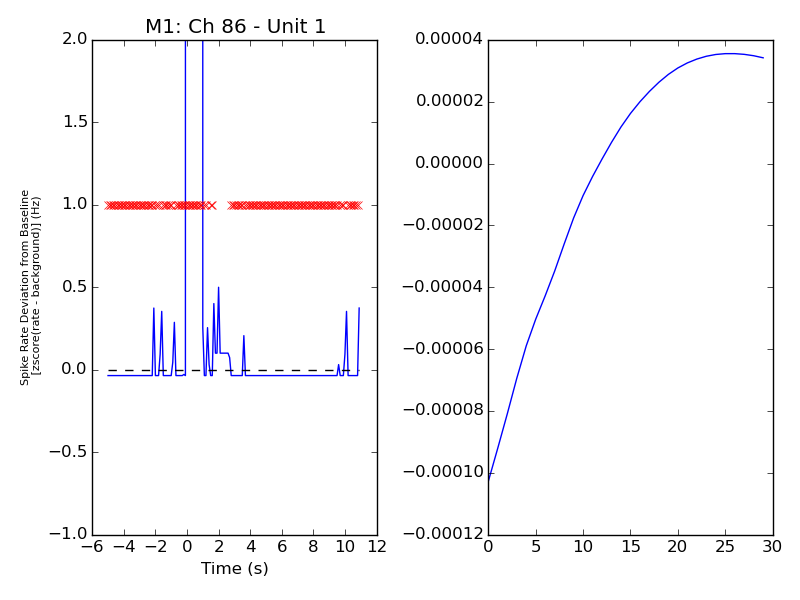 M1: Ch 86 - Unit 1
2.0
1.5
1.0
0.5
0.0
−0.5
−1.0
−6 −4 −2 0 2 4 6 8 10 12
Time (s)
Spike Rate Deviation from Baseline
[zscore(rate - background)] (Hz)
0.00004
0.00002
0.00000
−0.00002
−0.00004
−0.00006
−0.00008
−0.00010
−0.00012
0 5 10 15 20 25 30